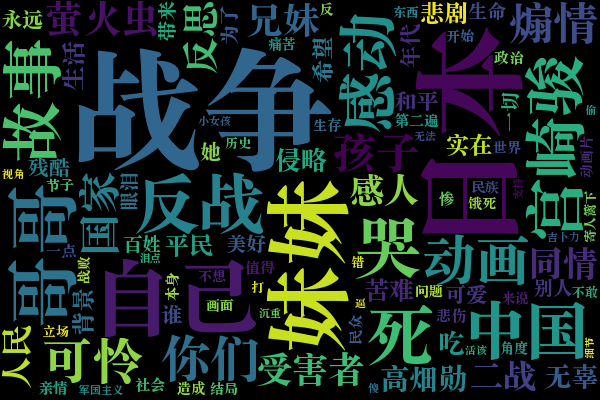 永远
萤火虫
带来
反思
为了
兄妹
反
东西
悲剧
生命
煽情
故事
生活
战争
痛苦
希望
感动
年代
开始
日本
政治
宫崎骏
偷
残酷
小女孩
她
历史
生存
侵略
和平
第二遍
一切
无法
孩子
实在
世界
动画片
视角
节子
哥哥
国家
眼泪
反战
妹妹
感人
惨
民族
饿死
支持
寄人篱下
一点
百姓
平民
美好
泪点
哭
动画
吉卜力
同情
哥哥
背景
战败
自己
本身
不想
值得
打
错
苦难
问题
可爱
来说
别人
不敢
谁
画面
沉重
逼
民众
死
悲伤
中国
人民
立场
可怜
你们
受害者
吃
活该
角度
细节
亲情
军国主义
社会
造成
结局
傻
高畑勋
二战
无辜